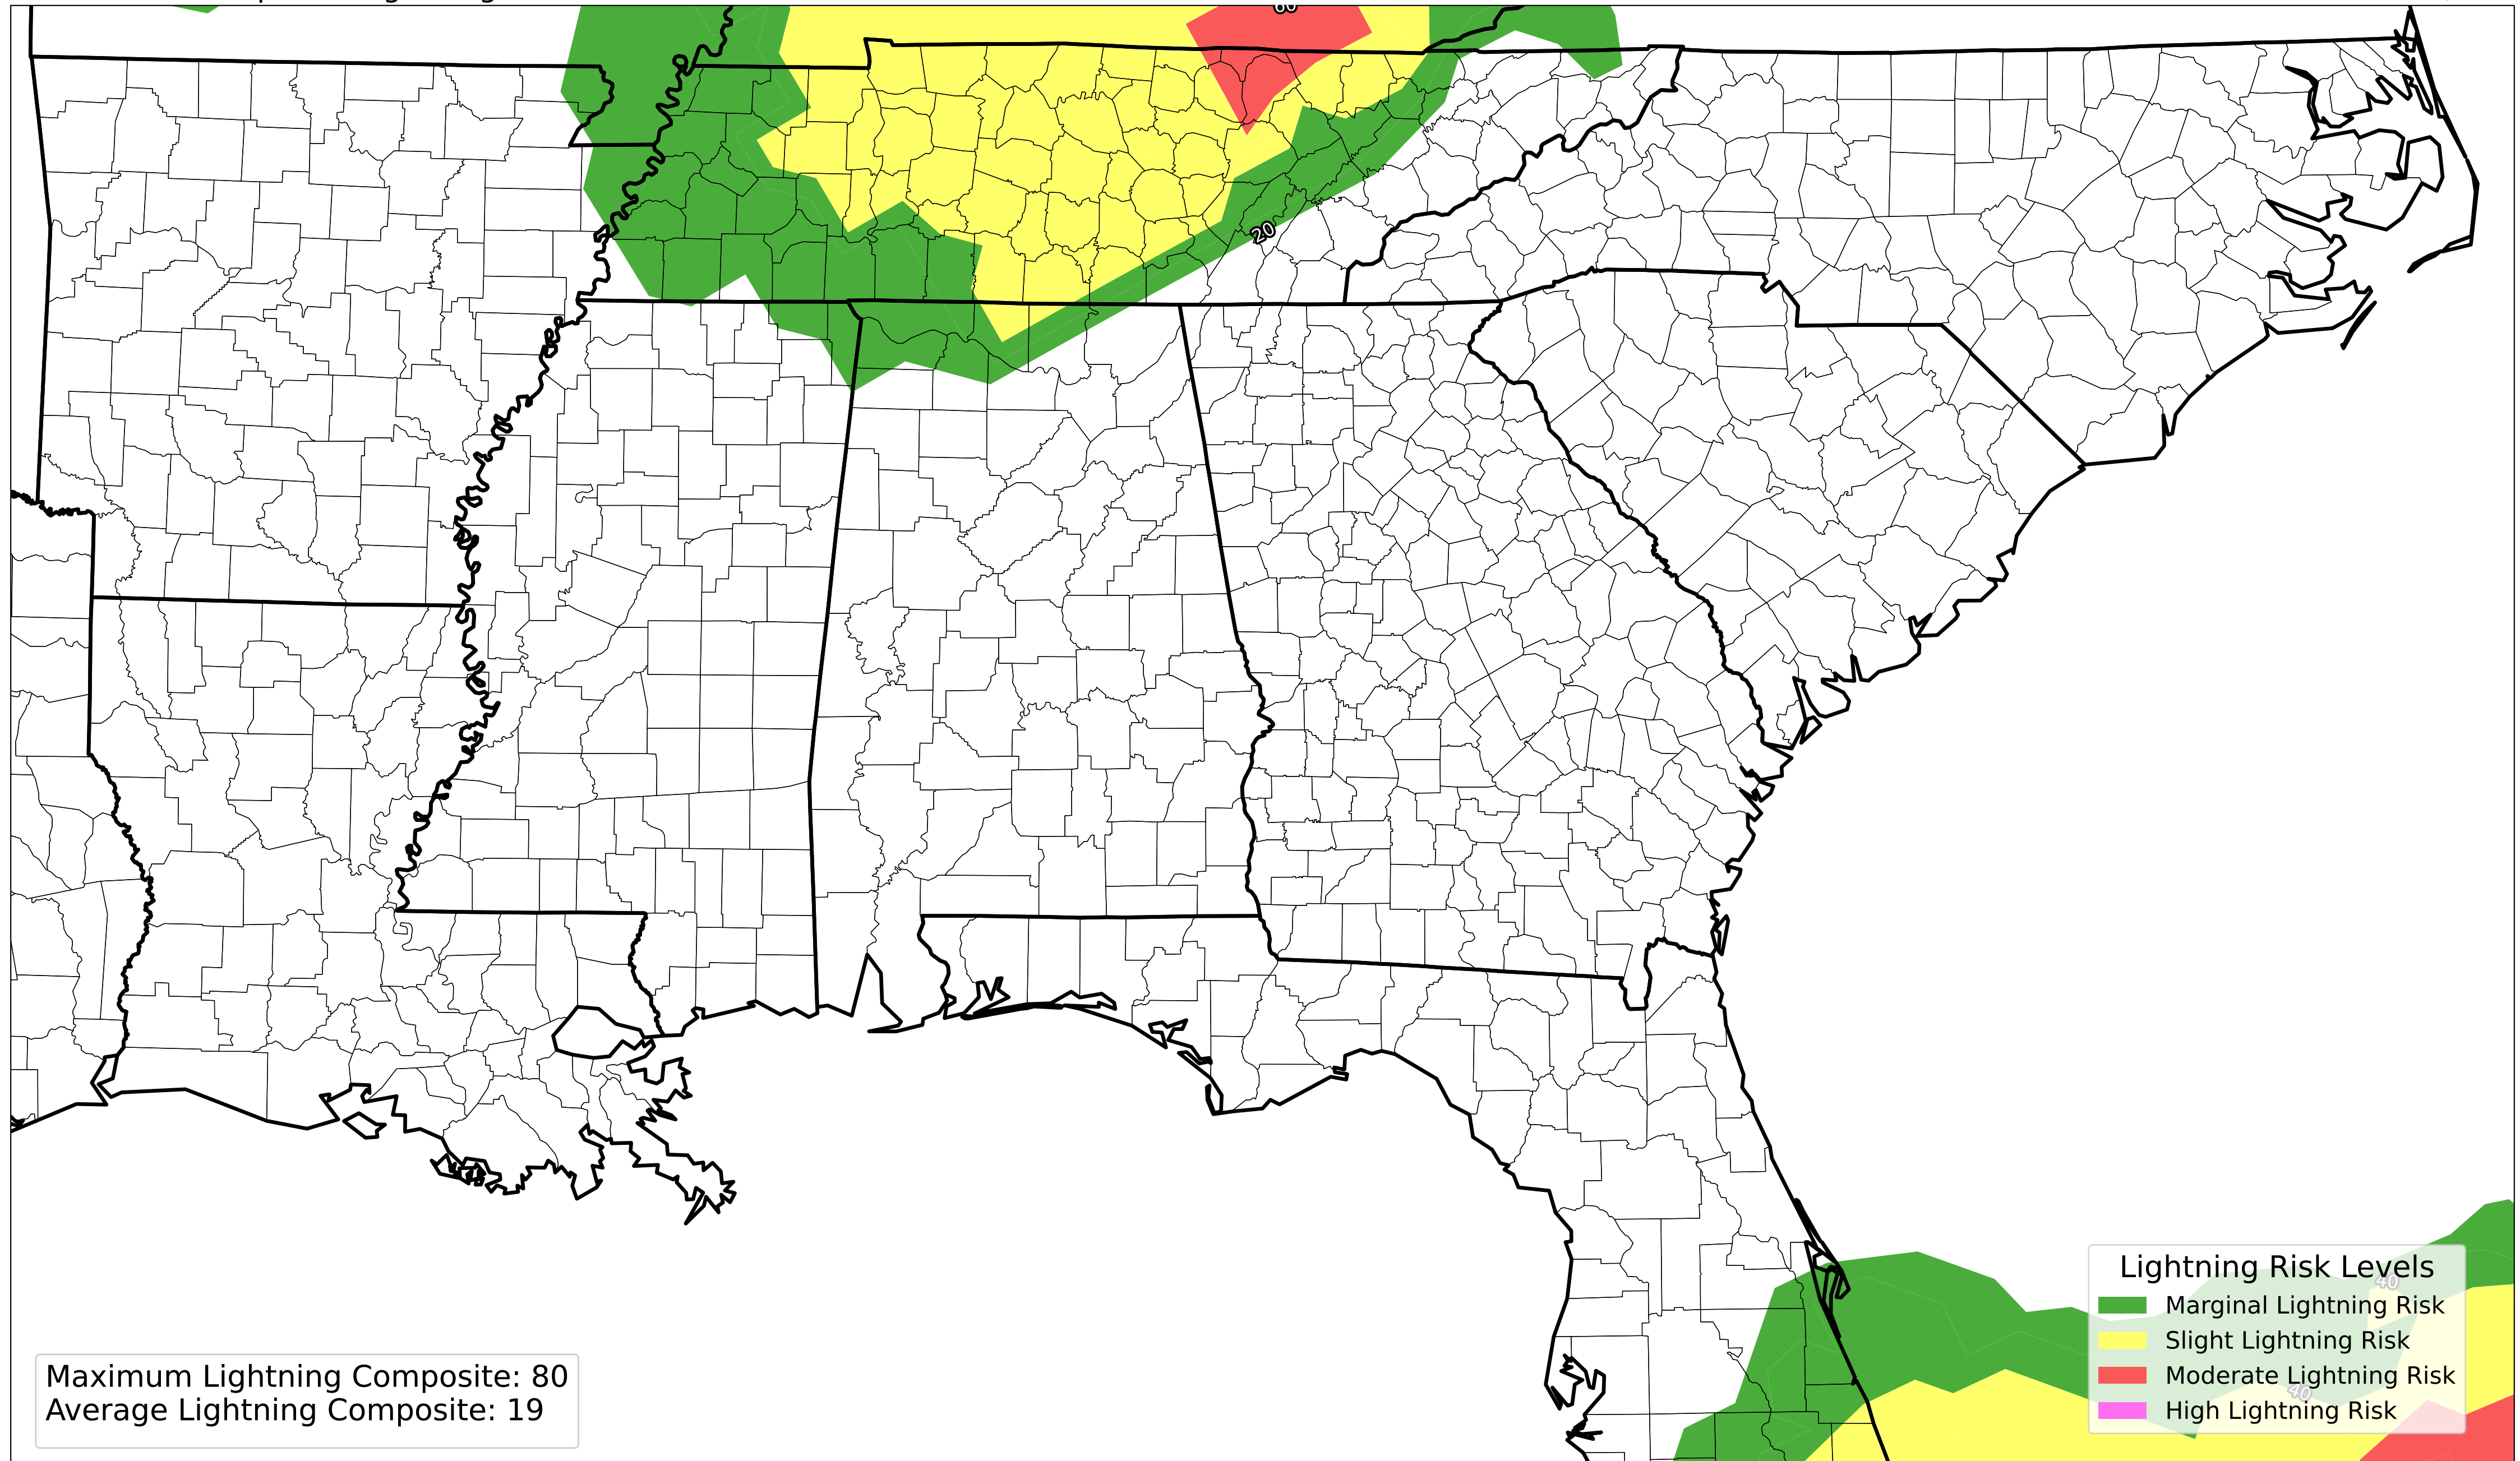 60
20
40
Lightning Risk Levels
Marginal Lightning Risk
Slight Lightning Risk
Moderate Lightning Risk
40
High Lightning Risk
Maximum Lightning Composite: 80
Average Lightning Composite: 19